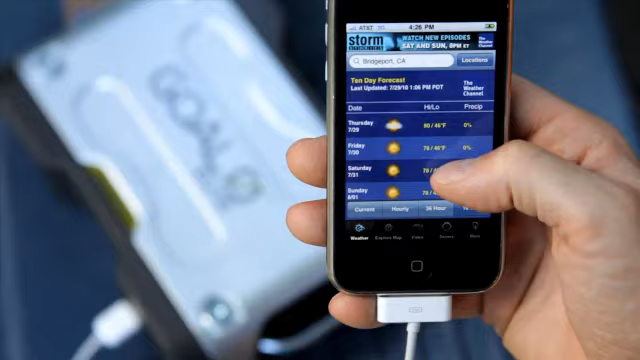 AT&T 4:26 PM
storm WATCH NEW EPISODES
SAT AND SUN, 8PM ET
The Weather Channel
Bridgeport, CA Locations
Ten Day Forecast
Last Updated: 7/29/10 1:06 PM PDT
The
Weather
Channel
Date Hi/Lo Precip
Thursday
7/29 80 / 46°F 0%
Friday
7/30 78 / 46°F 0%
Saturday
7/31 78 /
Sunday
8/01
Current Hourly 36 Hour
Weather Explore Map Video
GOAL